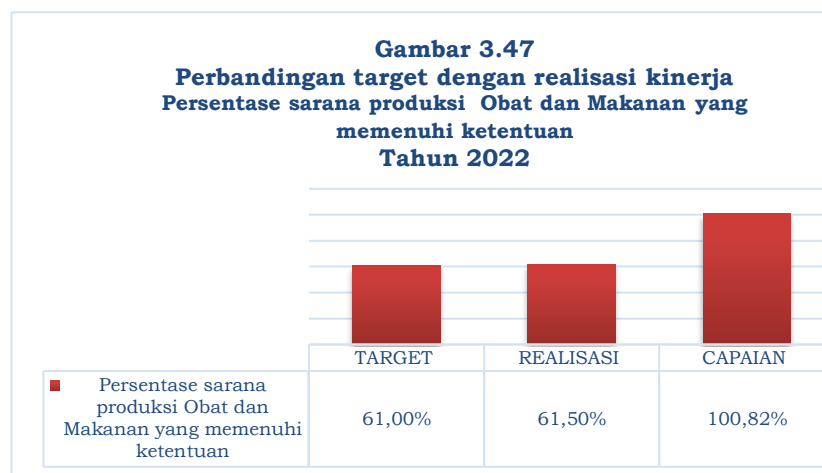 Gambar 3.47
Perbandingan target dengan realisasi kinerja
Persentase sarana produksi Obat dan Makanan yang
memenuhi ketentuan
Tahun 2022
TARGET REALISASI CAPAIAN
Persentase sarana
produksi Obat dan
Makanan yang memenuhi
ketentuan
61,00% 61,50% 100,82%